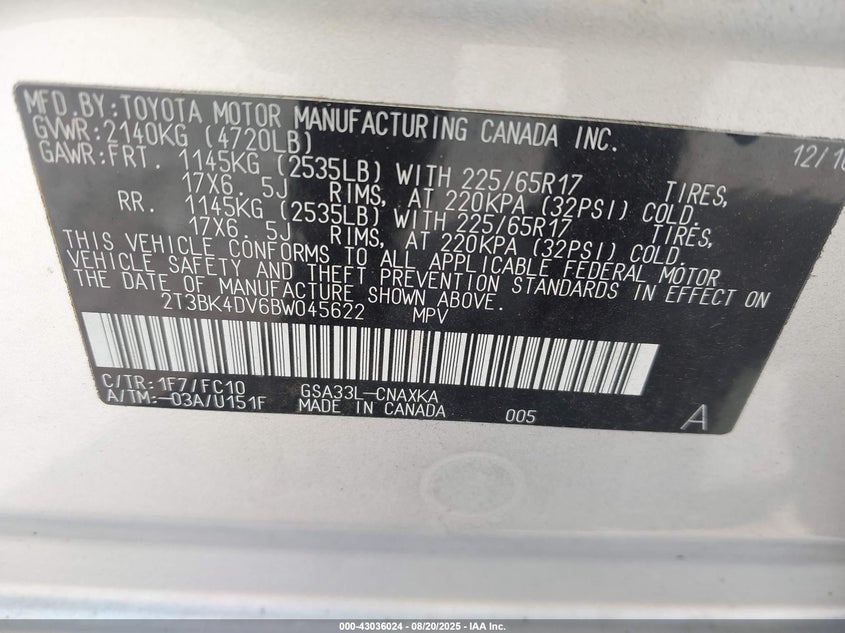 MFD.BY:TOYOTA MOTOR MANUFACTURING CANADA INC.
GVWR:2140KG (4720LB) 12/10
GAWR:FRT. 1145KG (2535LB) WITH 225/65R17 TIRES,
17X6. 5J RIMS, AT 220KPA (32PSI) COLD.
RR. 1145KG (2535LB) WITH 225/65R17 TIRES,
17X6. 5J RIMS, AT 220KPA (32PSI) COLD.
THIS VEHICLE CONFORMS TO ALL APPLICABLE FEDERAL MOTOR
VEHICLE SAFETY AND THEFT PREVENTION STANDARDS IN EFFECT ON
THE DATE OF MANUFACTURE SHOWN ABOVE.
2T3BK4DV6BW045622 MPV
C/TR:1F7/FC10 GSA33L-CNAXKA
A/TM:-03A/U151F MADE IN CANADA 005 A
000-43036024 - 08/20/2025 - IAA Inc.